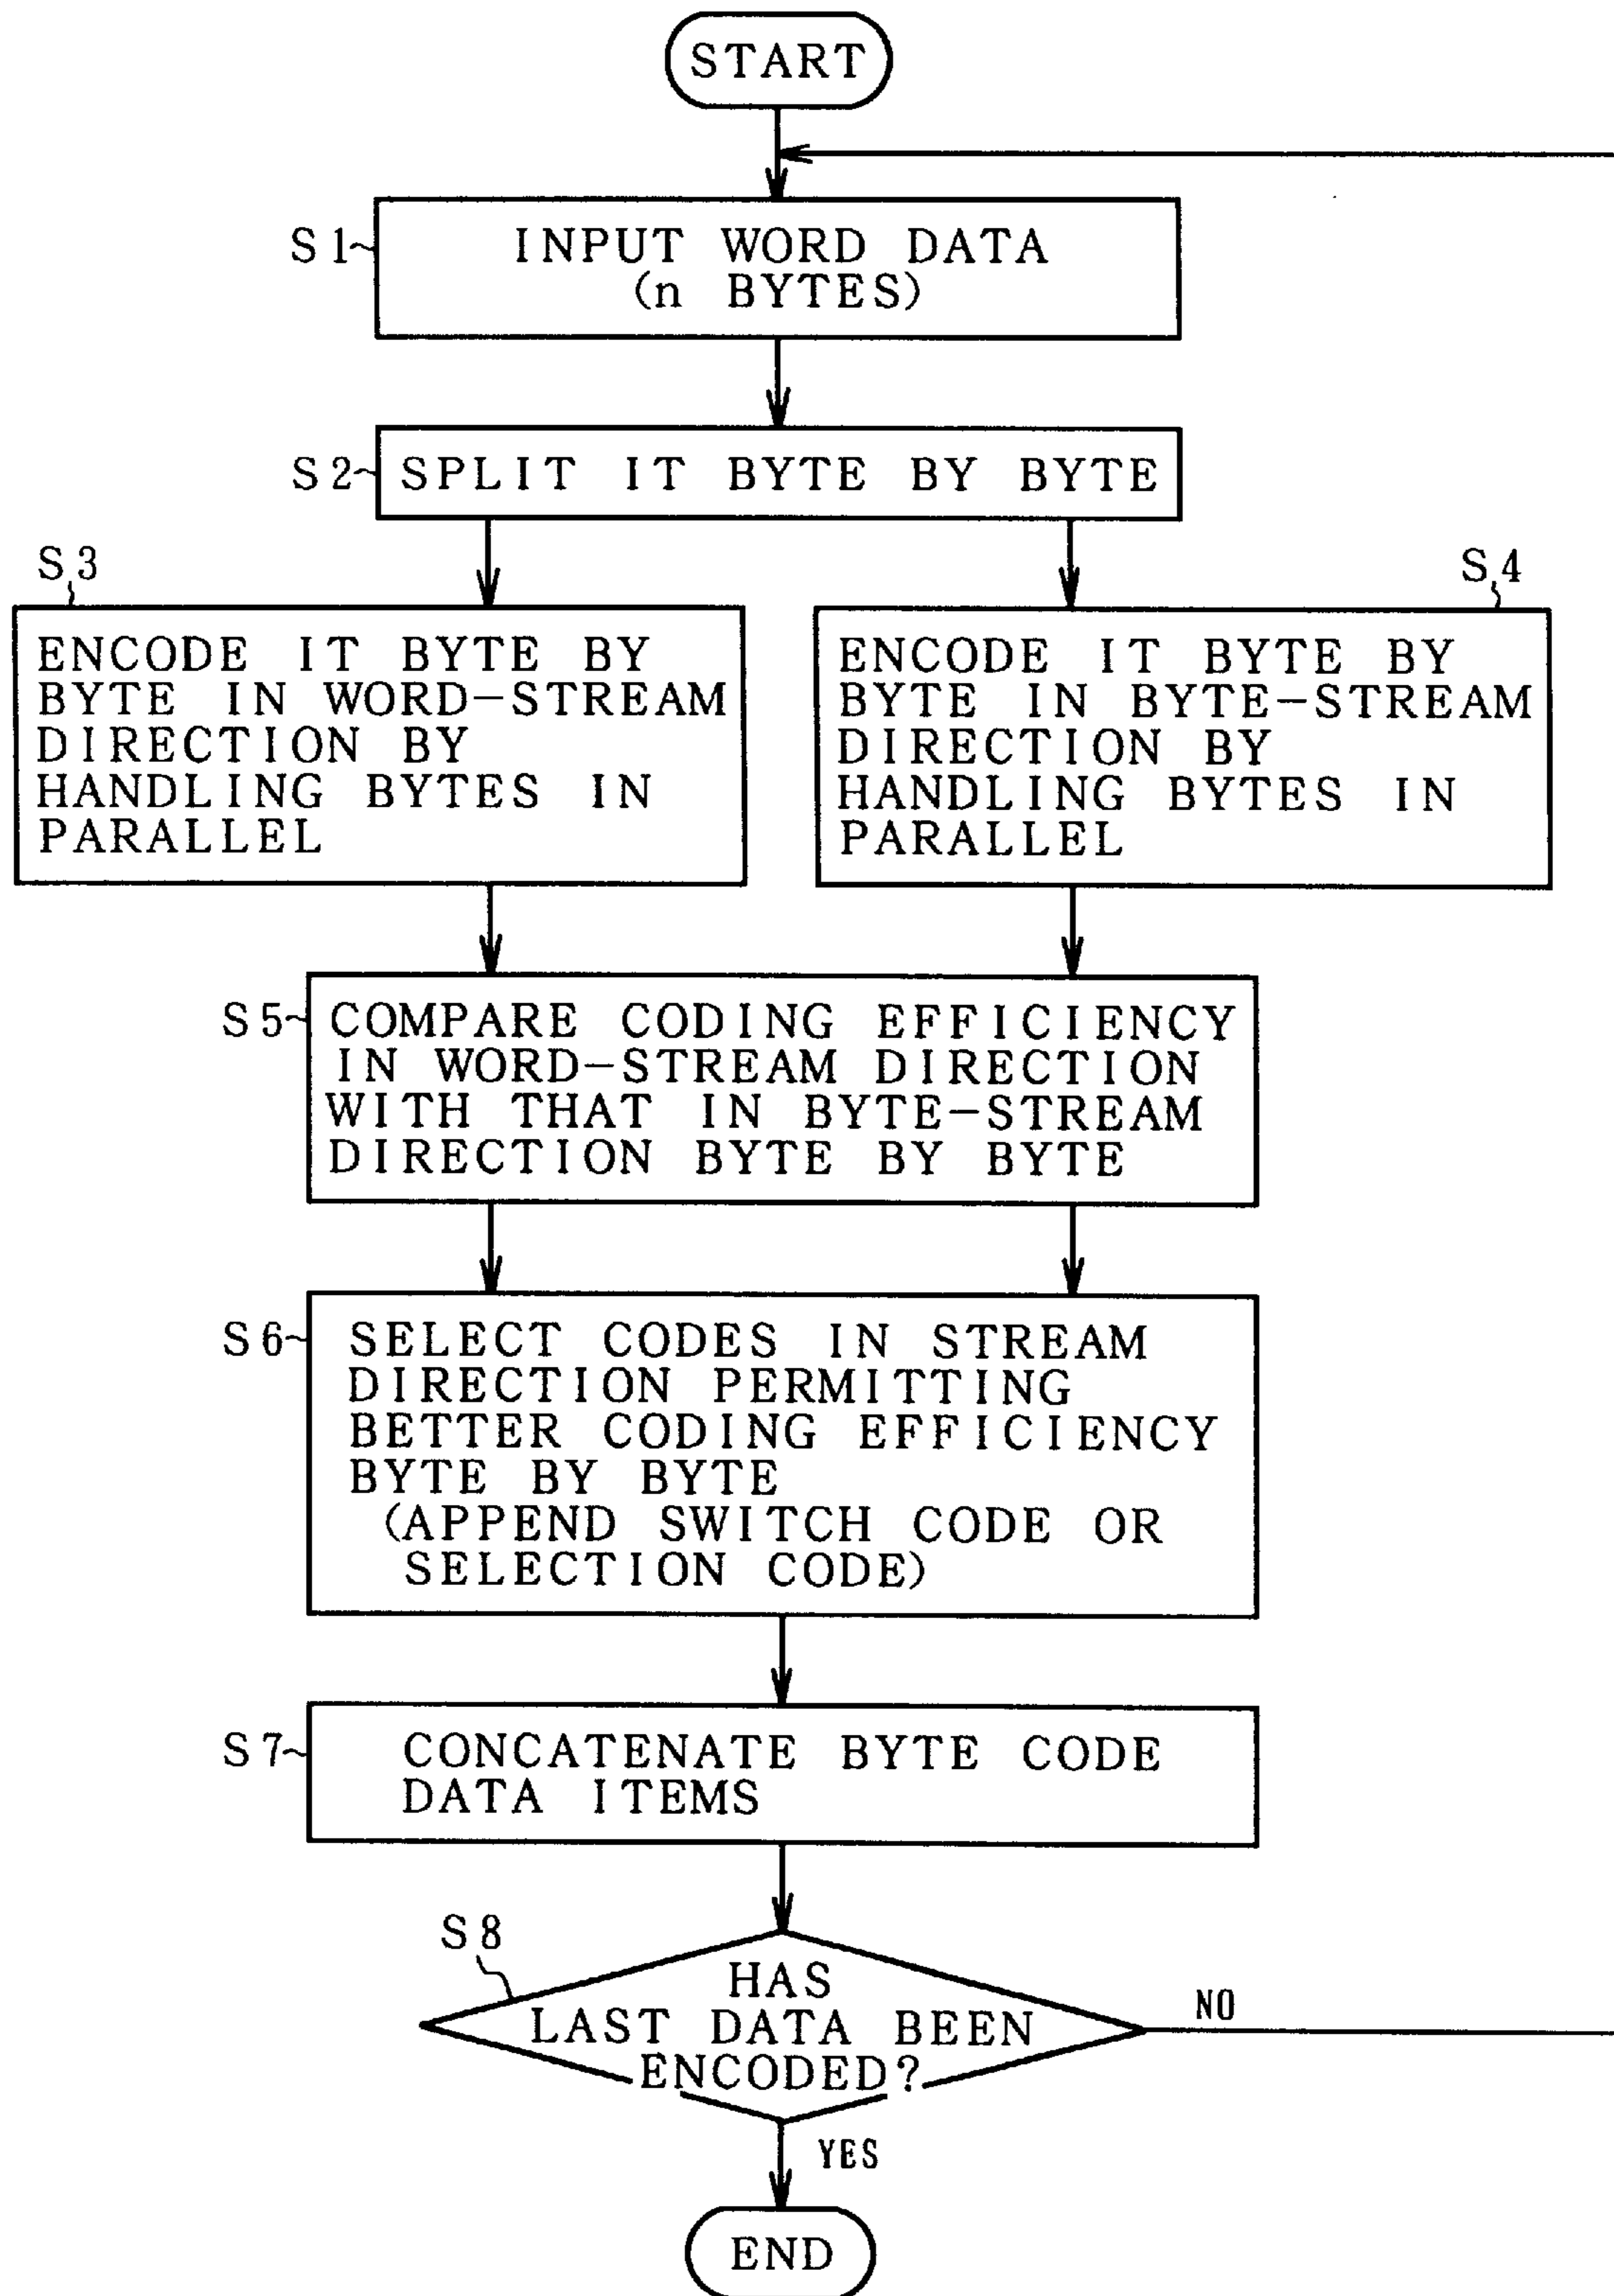 START
S1
INPUT WORD DATA
(n BYTES)
S2
SPLIT IT BYTE BY BYTE
S3
ENCODE IT BYTE BY
BYTE IN WORD-STREAM
DIRECTION BY
HANDLING BYTES IN
PARALLEL
S4
ENCODE IT BYTE BY
BYTE IN BYTE-STREAM
DIRECTION BY
HANDLING BYTES IN
PARALLEL
S5
COMPARE CODING EFFICIENCY
IN WORD-STREAM DIRECTION
WITH THAT IN BYTE-STREAM
DIRECTION BYTE BY BYTE
S6
SELECT CODES IN STREAM
DIRECTION PERMITTING
BETTER CODING EFFICIENCY
BYTE BY BYTE
(APPEND SWITCH CODE OR
SELECTION CODE)
S7
CONCATENATE BYTE CODE
DATA ITEMS
S8
HAS
LAST DATA BEEN
ENCODED?
NO
YES
END